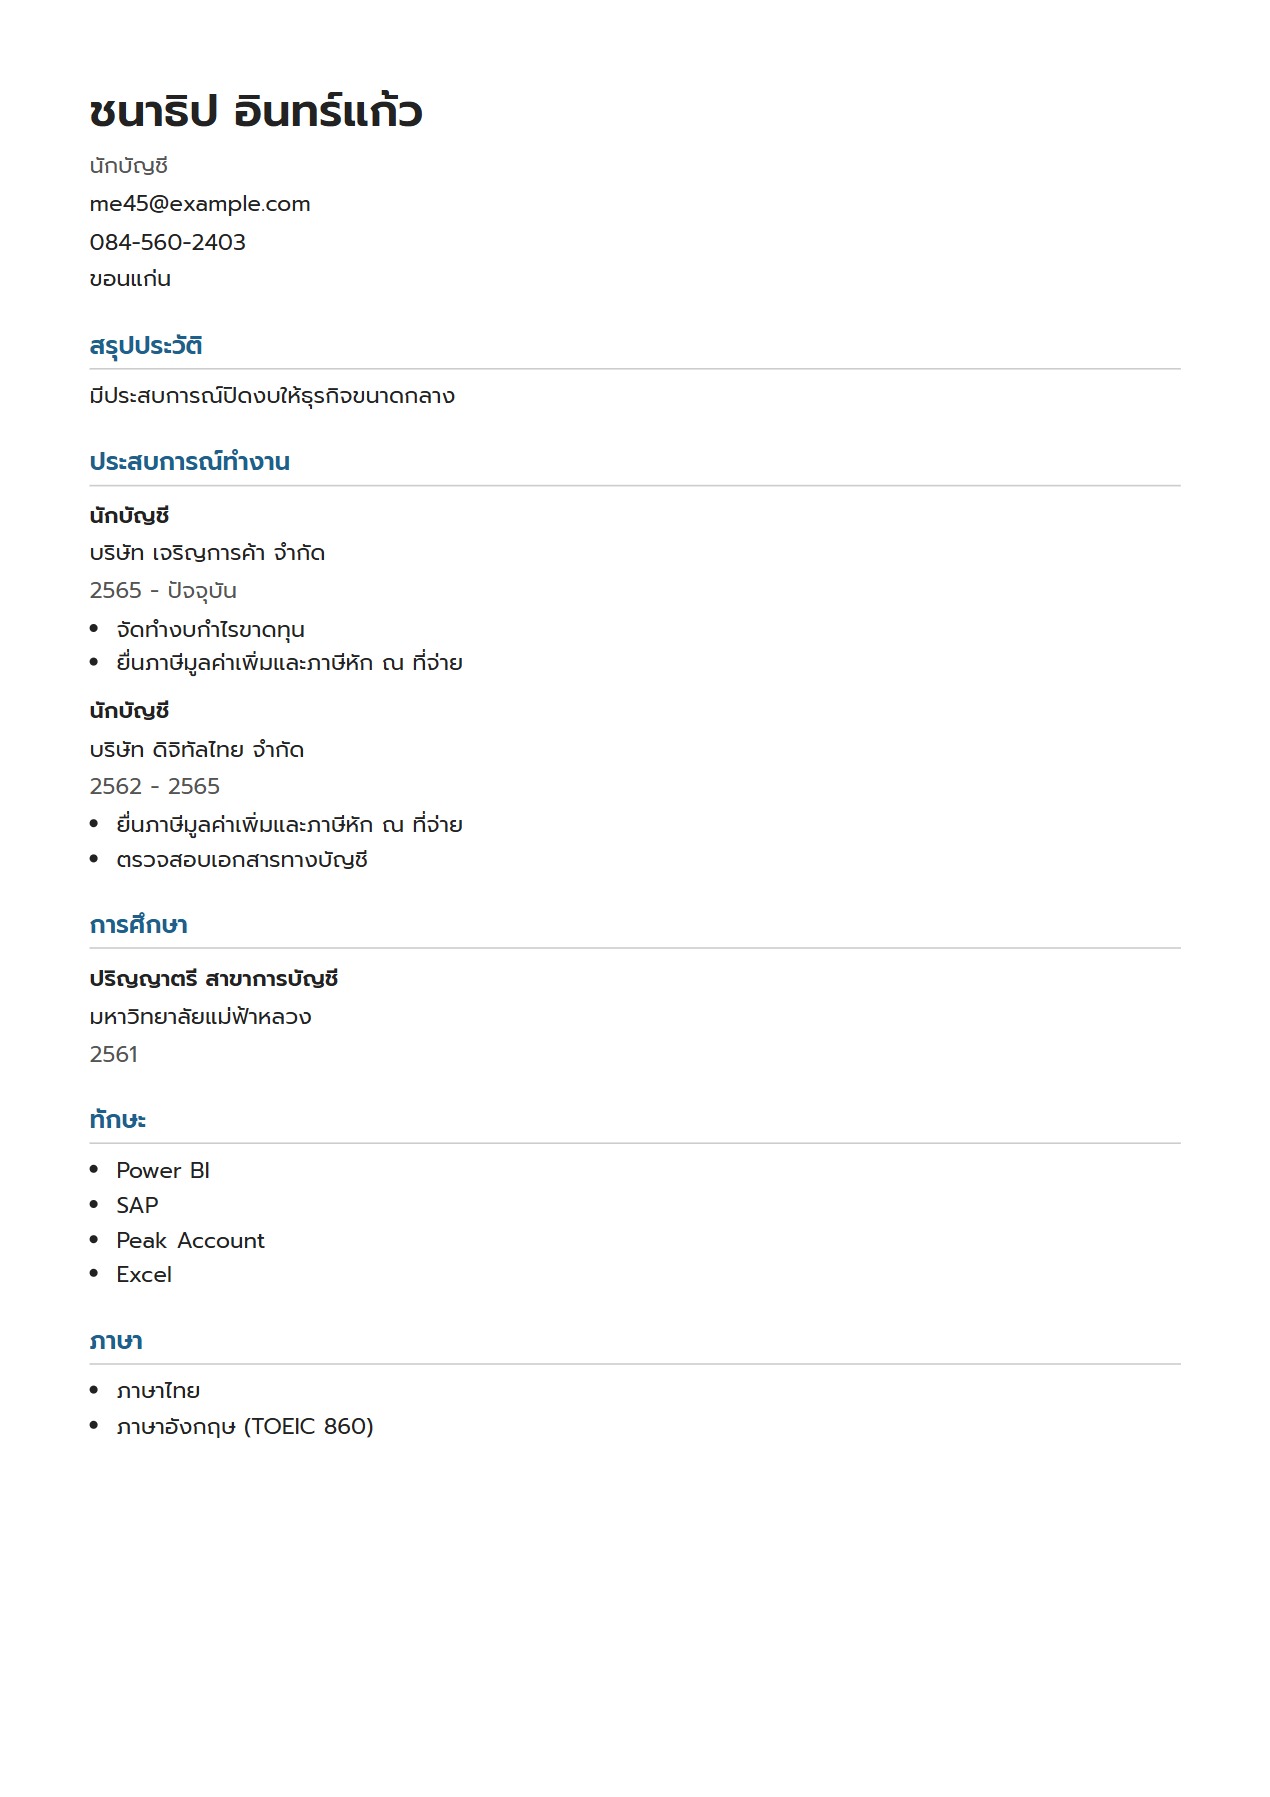 ชนาธิป อินทร์แก้ว
นักบัญชี
me45@example.com
084-560-2403
ขอนแก่น
สรุปประวัติ
มีประสบการณ์ปิดงบให้ธุรกิจขนาดกลาง
ประสบการณ์ทำงาน
นักบัญชี
บริษัท เจริญการค้า จำกัด
2565 - ปัจจุบัน
• จัดทำงบกำไรขาดทุน
• ยื่นภาษีมูลค่าเพิ่มและภาษีหัก ณ ที่จ่าย
นักบัญชี
บริษัท ดิจิทัลไทย จำกัด
2562 - 2565
• ยื่นภาษีมูลค่าเพิ่มและภาษีหัก ณ ที่จ่าย
• ตรวจสอบเอกสารทางบัญชี
การศึกษา
ปริญญาตรี สาขาการบัญชี
มหาวิทยาลัยแม่ฟ้าหลวง
2561
ทักษะ
• Power BI
• SAP
• Peak Account
• Excel
ภาษา
• ภาษาไทย
• ภาษาอังกฤษ (TOEIC 860)